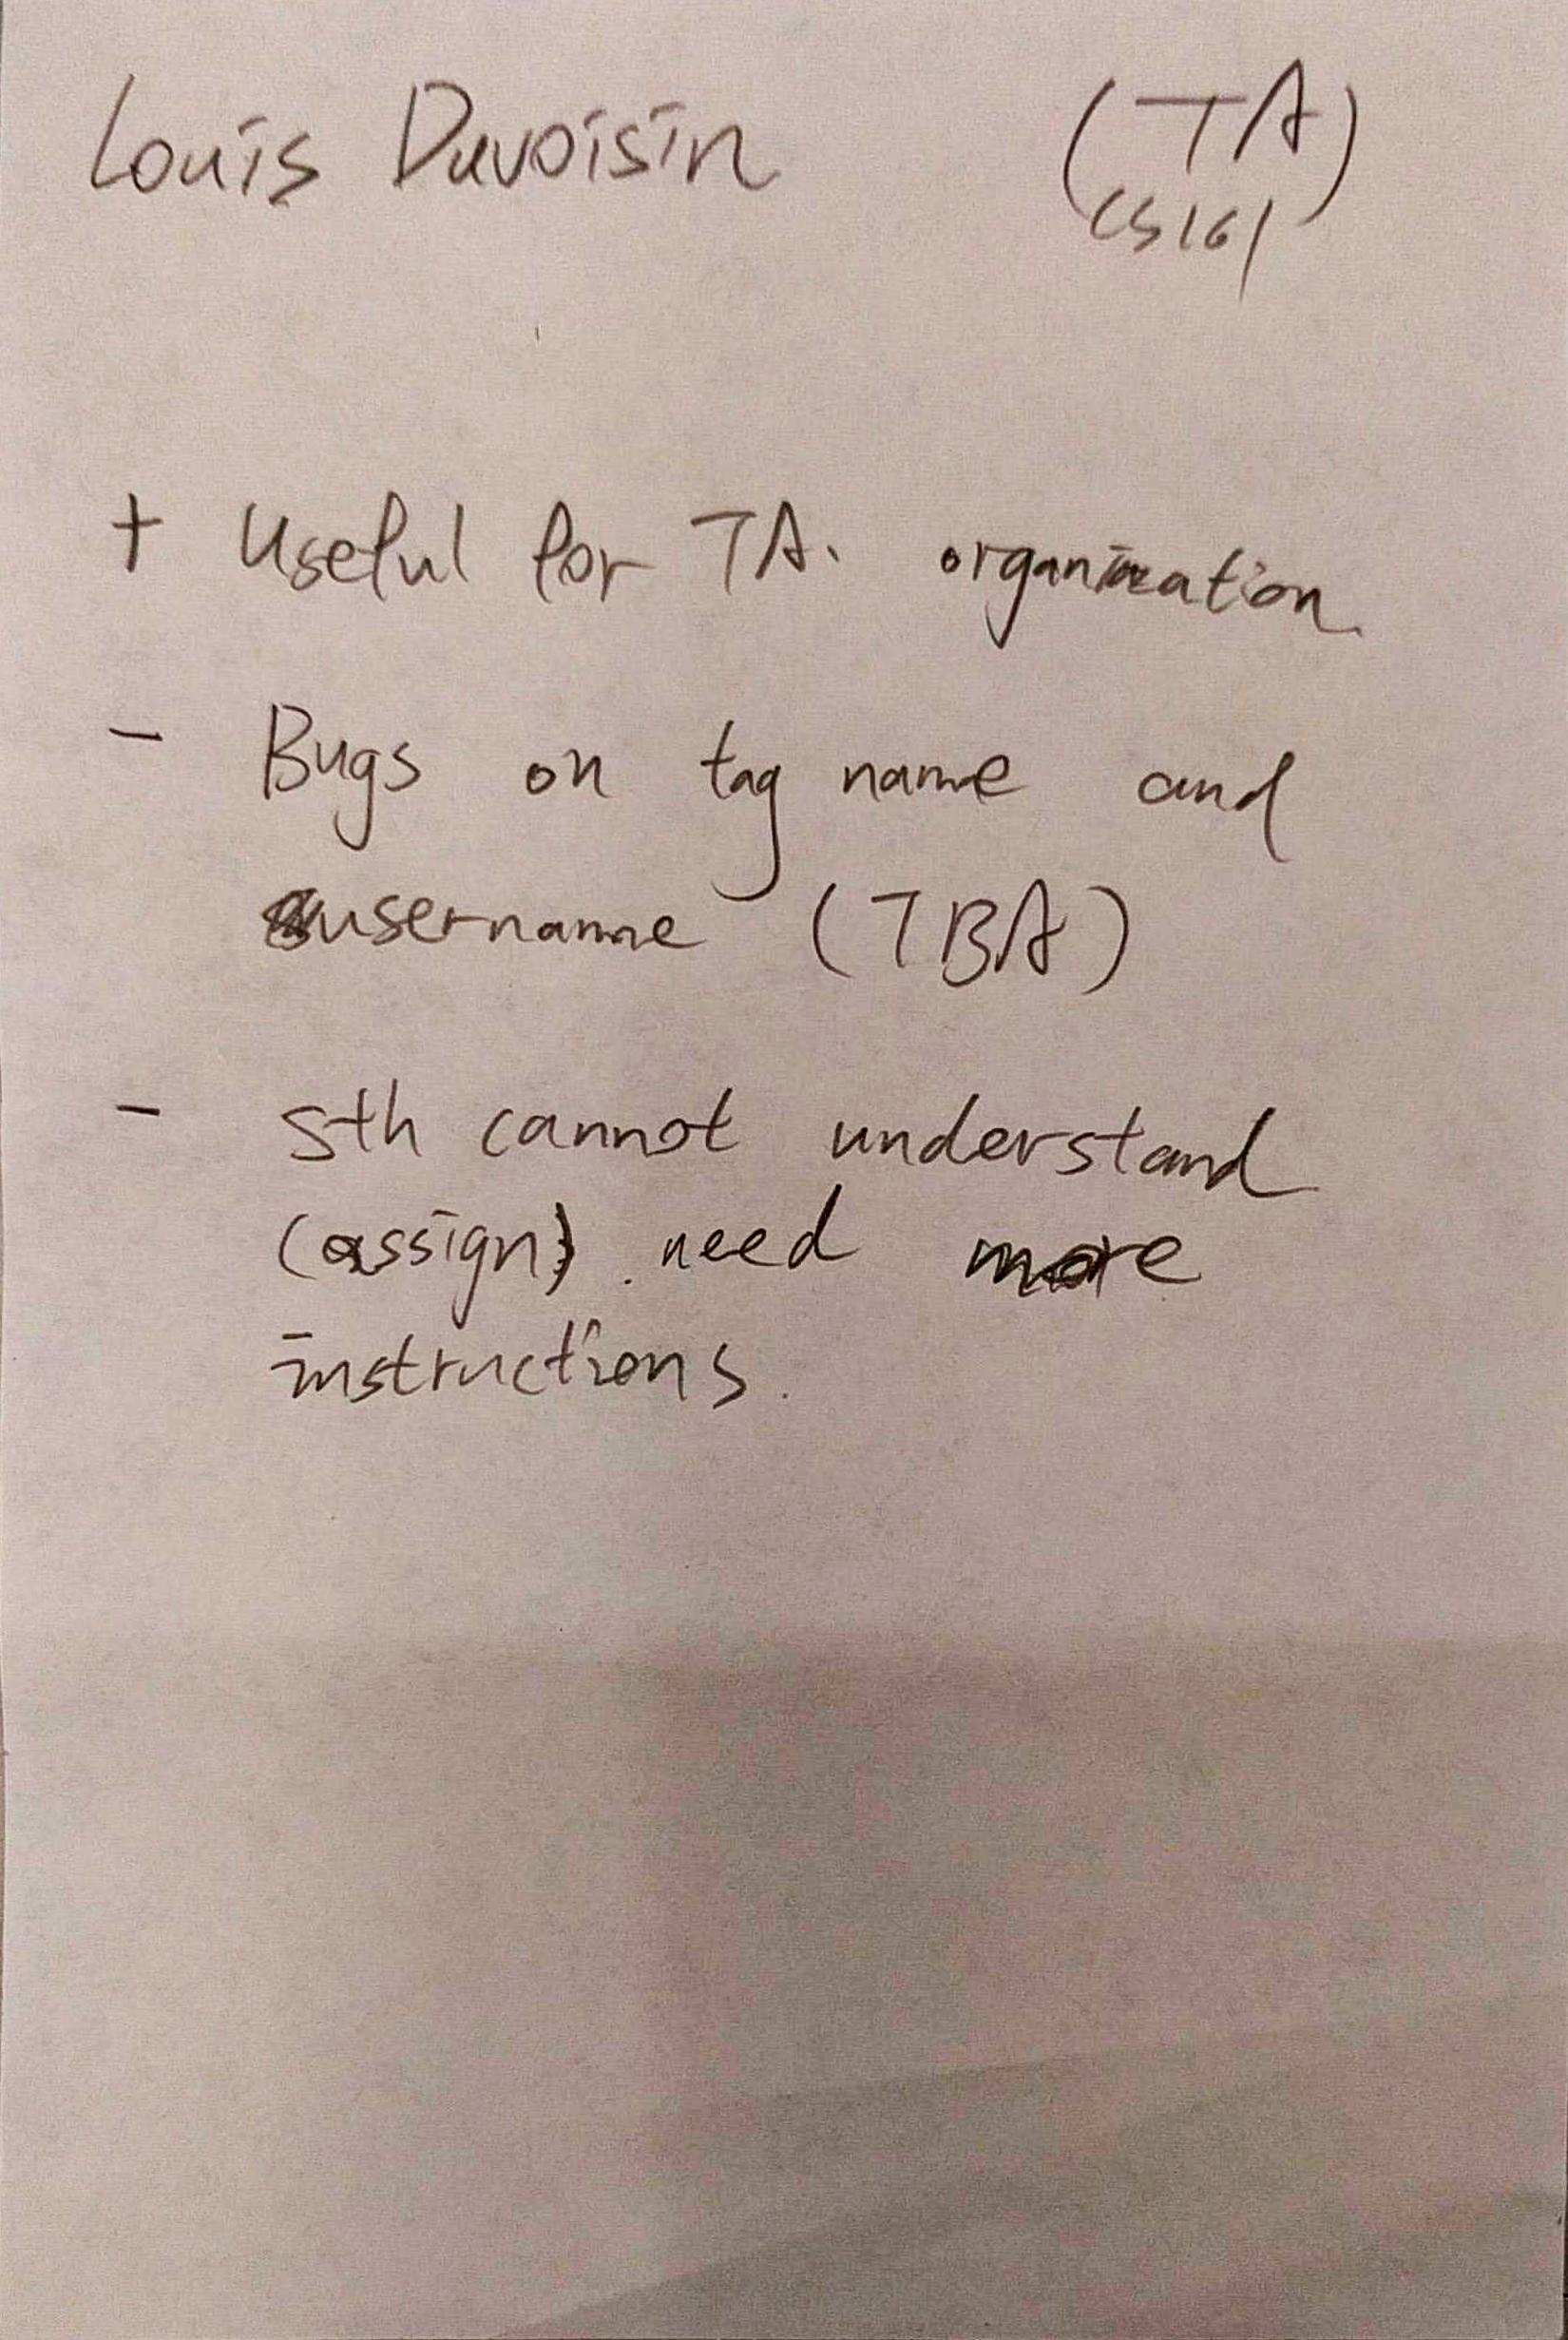 Louis Duvoisin (TA)
CS161
+ Useful for TA. organization
- Bugs on tag name and
username (TBA)
- sth cannot understand
(assign). need more
instructions.